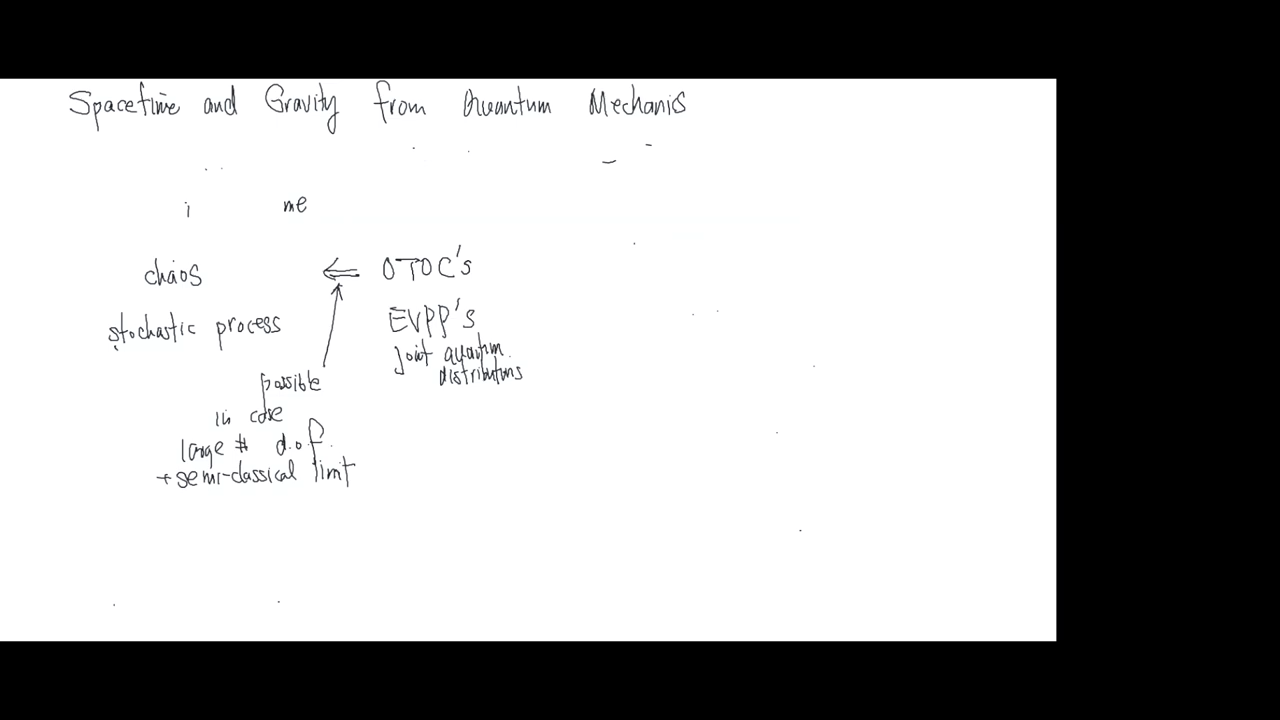 Spacetime and Gravity from Quantum Mechanics
i me
chaos ⇐ OTOC's
stochastic process EVPP's
joint quantum
distributions
possible
in case
large # d.o.f.
+ semi-classical limit